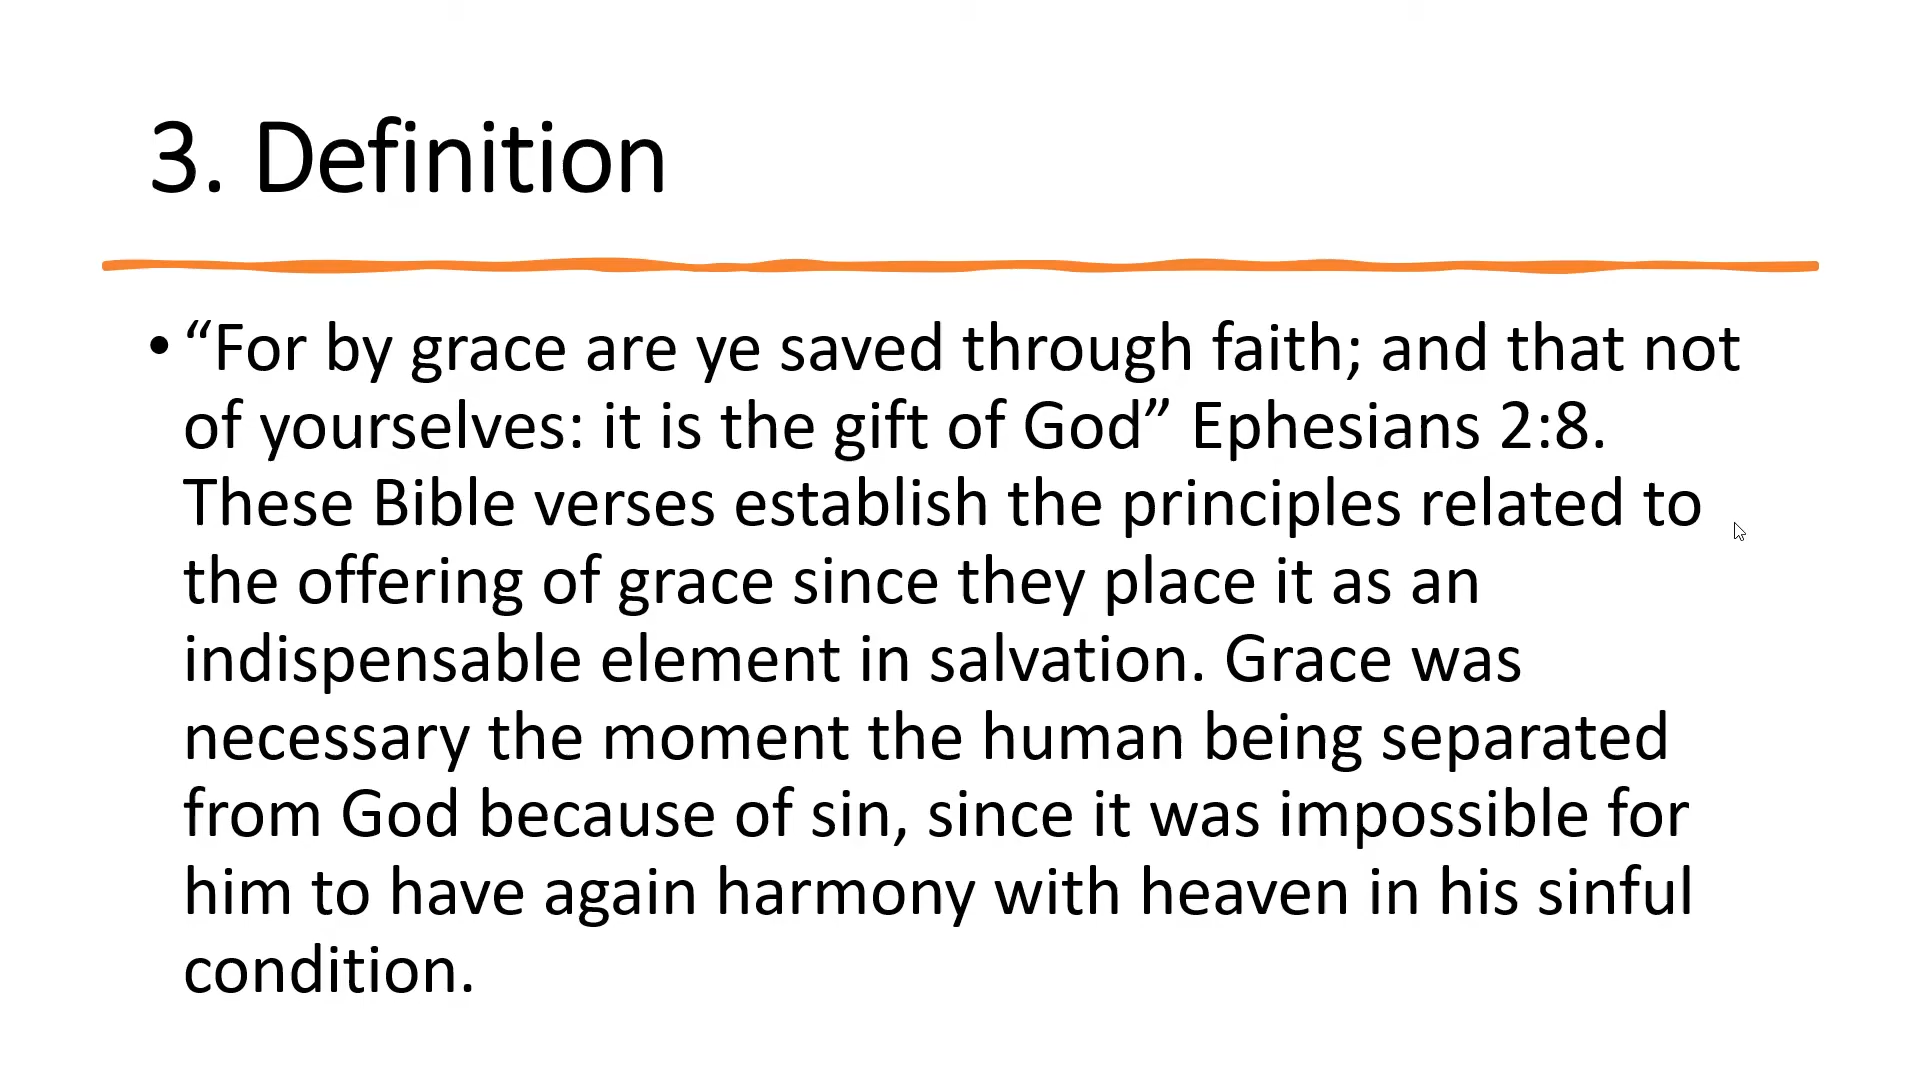 3. Definition
• “For by grace are ye saved through faith; and that not
of yourselves: it is the gift of God” Ephesians 2:8.
These Bible verses establish the principles related to
the offering of grace since they place it as an
indispensable element in salvation. Grace was
necessary the moment the human being separated
from God because of sin, since it was impossible for
him to have again harmony with heaven in his sinful
condition.